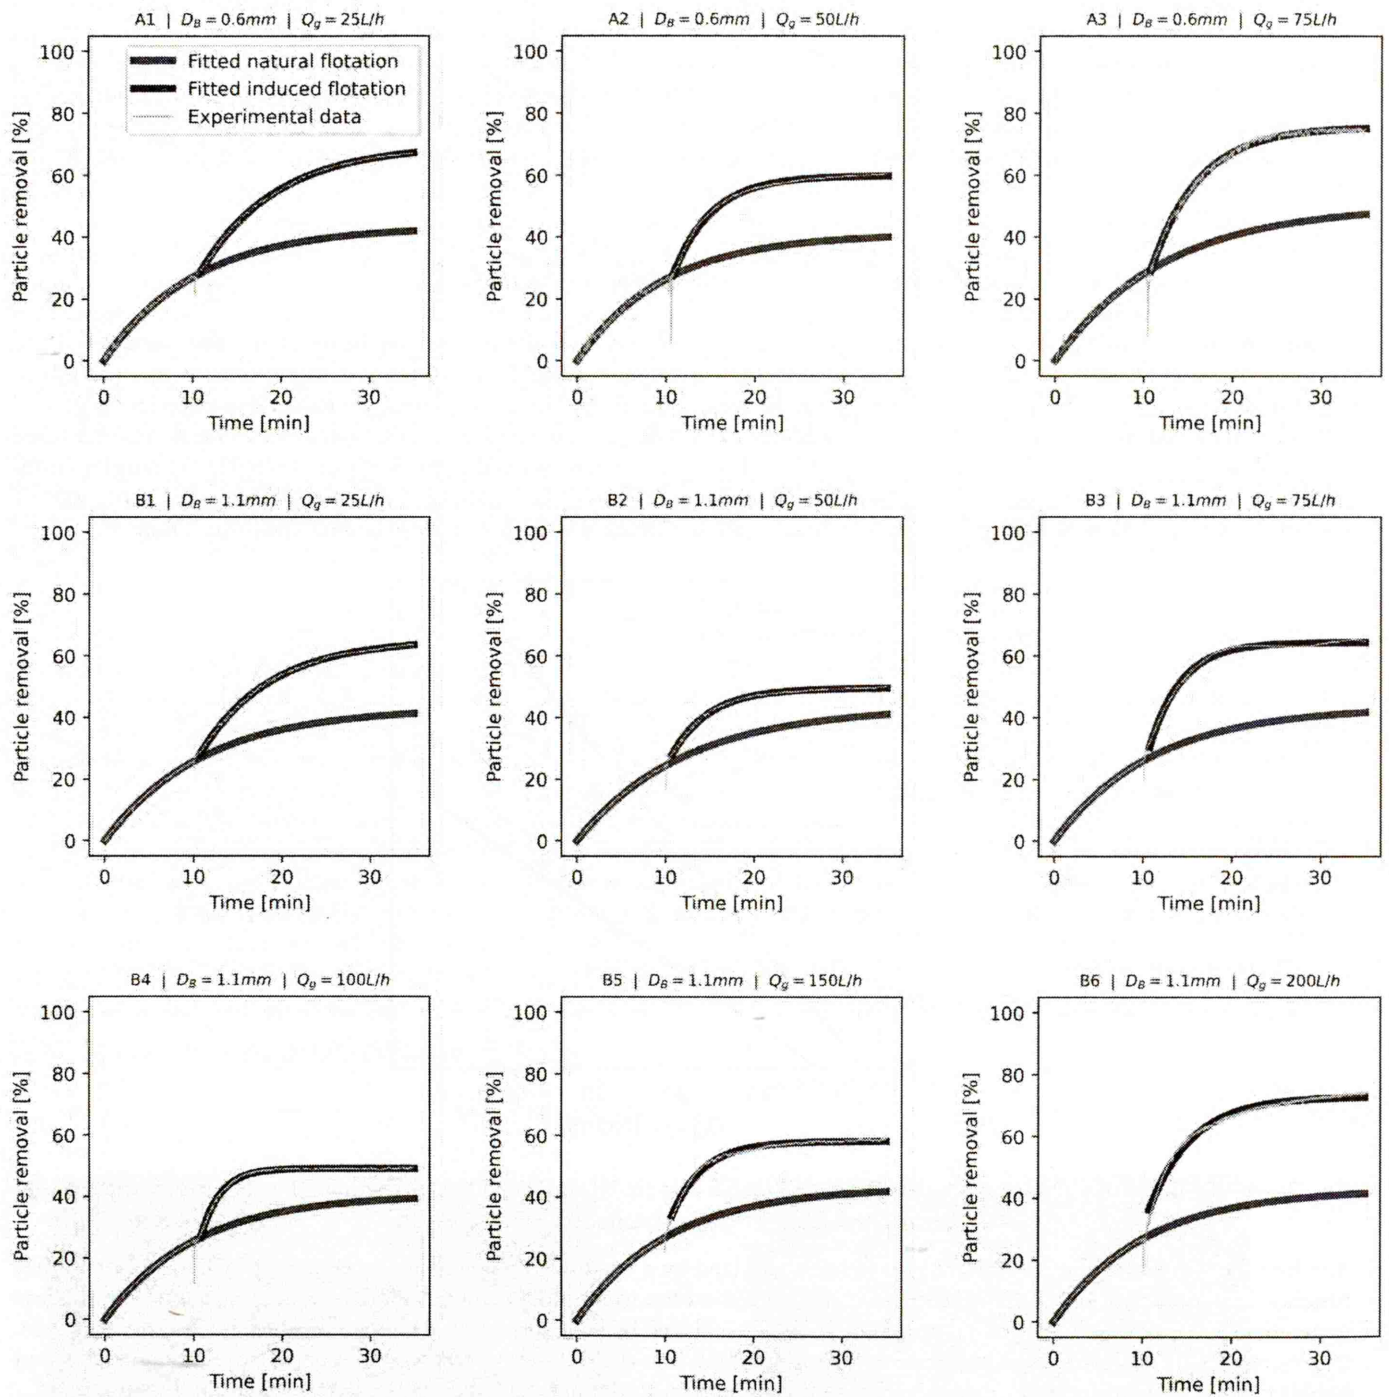 A1 | D_B = 0.6mm | Q_g = 25L/h
Particle removal [%]
100
80
60
40
20
0
Fitted natural flotation
Fitted induced flotation
Experimental data
0 10 20 30
Time [min]
A2 | D_B = 0.6mm | Q_g = 50L/h
Particle removal [%]
100
80
60
40
20
0
0 10 20 30
Time [min]
A3 | D_B = 0.6mm | Q_g = 75L/h
Particle removal [%]
100
80
60
40
20
0
0 10 20 30
Time [min]
B1 | D_B = 1.1mm | Q_g = 25L/h
Particle removal [%]
100
80
60
40
20
0
0 10 20 30
Time [min]
B2 | D_B = 1.1mm | Q_g = 50L/h
Particle removal [%]
100
80
60
40
20
0
0 10 20 30
Time [min]
B3 | D_B = 1.1mm | Q_g = 75L/h
Particle removal [%]
100
80
60
40
20
0
0 10 20 30
Time [min]
B4 | D_B = 1.1mm | Q_g = 100L/h
Particle removal [%]
100
80
60
40
20
0
0 10 20 30
Time [min]
B5 | D_B = 1.1mm | Q_g = 150L/h
Particle removal [%]
100
80
60
40
20
0
0 10 20 30
Time [min]
B6 | D_B = 1.1mm | Q_g = 200L/h
Particle removal [%]
100
80
60
40
20
0
0 10 20 30
Time [min]